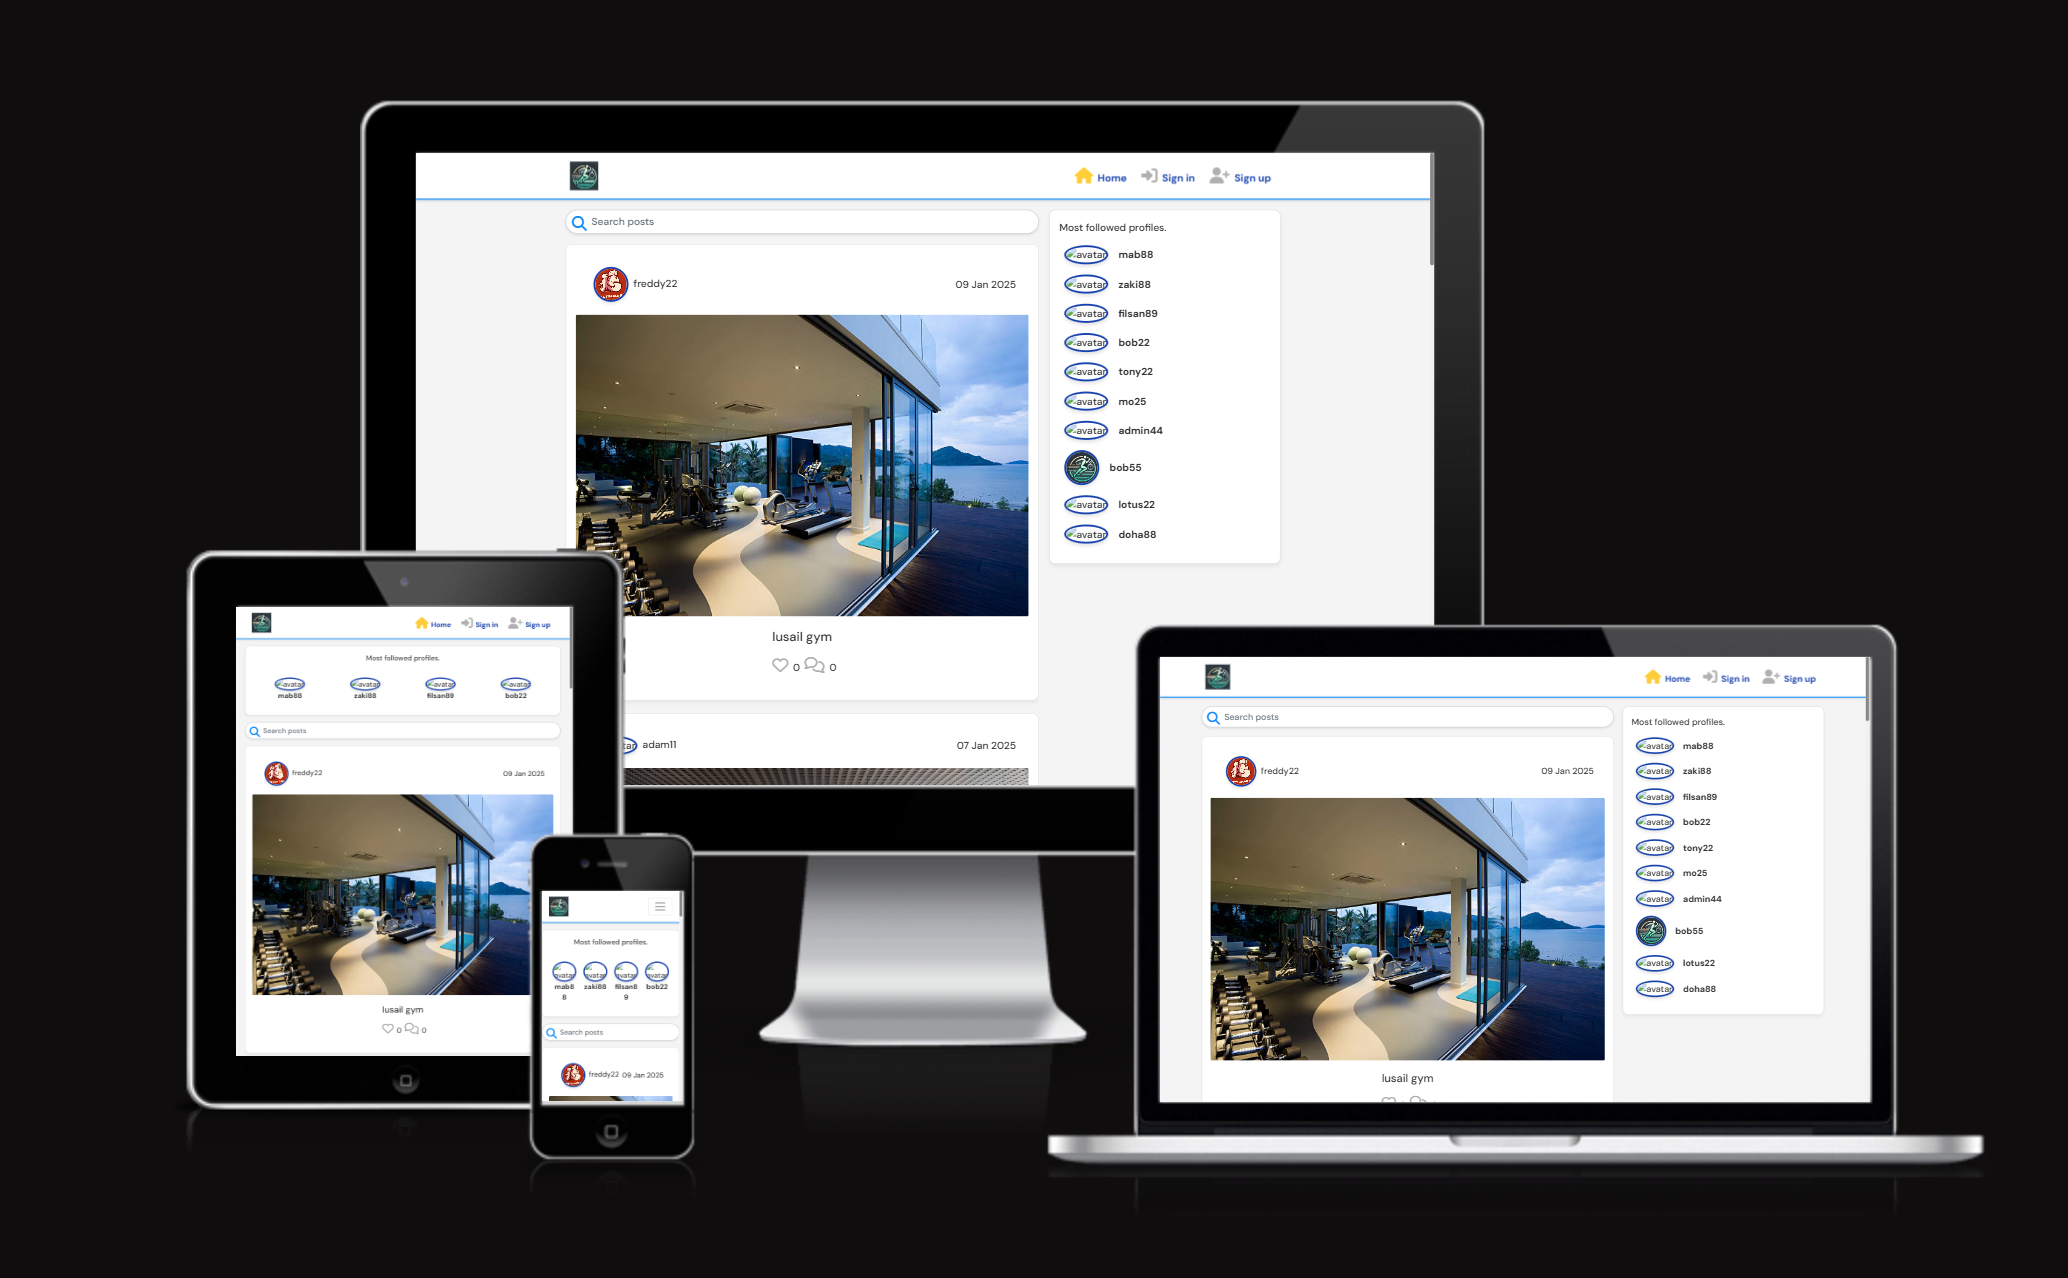 Home Sign in Sign up
Search posts
freddy22 09 Jan 2025
lusail gym
0 0
adam11 07 Jan 2025
Most followed profiles.
avatar mab88
avatar zaki88
avatar filsan89
avatar bob22
avatar tony22
avatar mo25
avatar admin44
bob55
avatar lotus22
avatar doha88
Home Sign in Sign up
Most followed profiles.
avatar avatar avatar avatar
mab88 zaki88 filsan89 bob22
Search posts
freddy22 09 Jan 2025
lusail gym
0 0
Most followed profiles.
avatar avatar avatar avatar
mab8 zaki88 filsan8 bob22
8 9
Search posts
freddy22 09 Jan 2025
Home Sign in Sign up
Search posts
freddy22 09 Jan 2025
lusail gym
Most followed profiles.
avatar mab88
avatar zaki88
avatar filsan89
avatar bob22
avatar tony22
avatar mo25
avatar admin44
bob55
avatar lotus22
avatar doha88